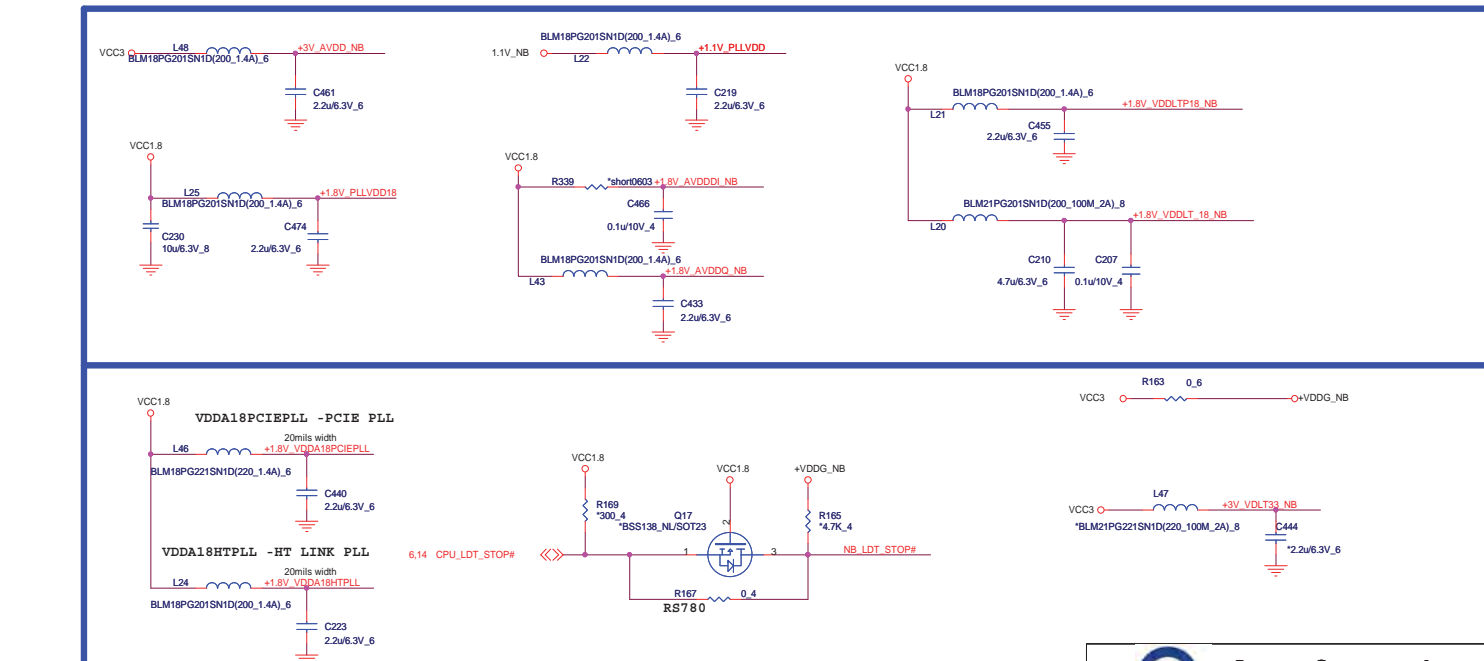 VCC3
L48
BLM18PG201SN1D(200_1.4A)_6
+3V_AVDD_NB
C461
2.2u/6.3V_6
BLM18PG201SN1D(200_1.4A)_6
1.1V_NB
L22
+1.1V_PLLVDD
C219
2.2u/6.3V_6
VCC1.8
BLM18PG201SN1D(200_1.4A)_6
L21
+1.8V_VDDLTP18_NB
C455
2.2u/6.3V_6
VCC1.8
L25
BLM18PG201SN1D(200_1.4A)_6
+1.8V_PLLVDD18
C230
10u/6.3V_8
C474
2.2u/6.3V_6
VCC1.8
R339
*short0603
+1.8V_AVDDDI_NB
C466
0.1u/10V_4
BLM18PG201SN1D(200_1.4A)_6
L43
+1.8V_AVDDQ_NB
C433
2.2u/6.3V_6
BLM21PG201SN1D(200_100M_2A)_8
L20
+1.8V_VDDLT_18_NB
C210
4.7u/6.3V_6
C207
0.1u/10V_4
VCC1.8
VDDA18PCIEPLL -PCIE PLL
20mils width
L46
+1.8V_VDDA18PCIEPLL
BLM18PG221SN1D(220_1.4A)_6
C440
2.2u/6.3V_6
VDDA18HTPLL -HT LINK PLL
20mils width
L24
+1.8V_VDDA18HTPLL
BLM18PG201SN1D(200_1.4A)_6
C223
2.2u/6.3V_6
VCC1.8
R169
*300_4
6,14 CPU_LDT_STOP#
VCC1.8
Q17
*BSS138_NL/SOT23
2
1
3
+VDDG_NB
R165
*4.7K_4
NB_LDT_STOP#
R167
0_4
RS780
R163
0_6
VCC3
+VDDG_NB
L47
VCC3
+3V_VDLT33_NB
*BLM21PG221SN1D(220_100M_2A)_8
C444
*2.2u/6.3V_6